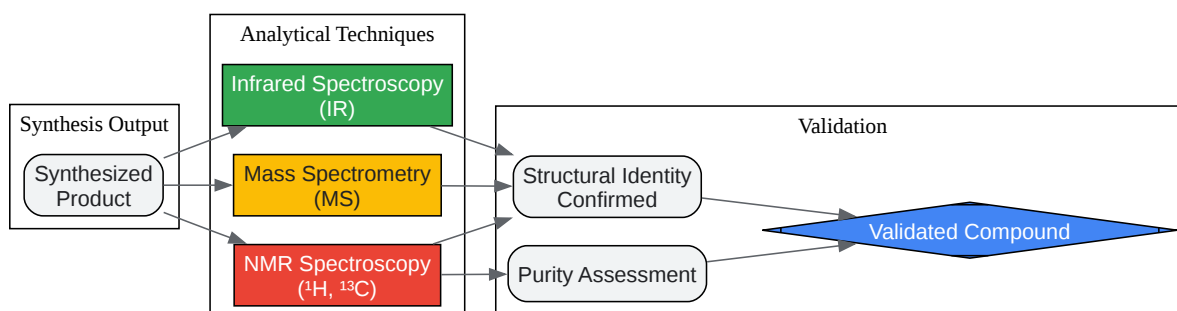 Synthesis Output
Synthesized
Product
Analytical Techniques
Infrared Spectroscopy
(IR)
Mass Spectrometry
(MS)
NMR Spectroscopy
(¹H, ¹³C)
Validation
Structural Identity
Confirmed
Purity Assessment
Validated Compound